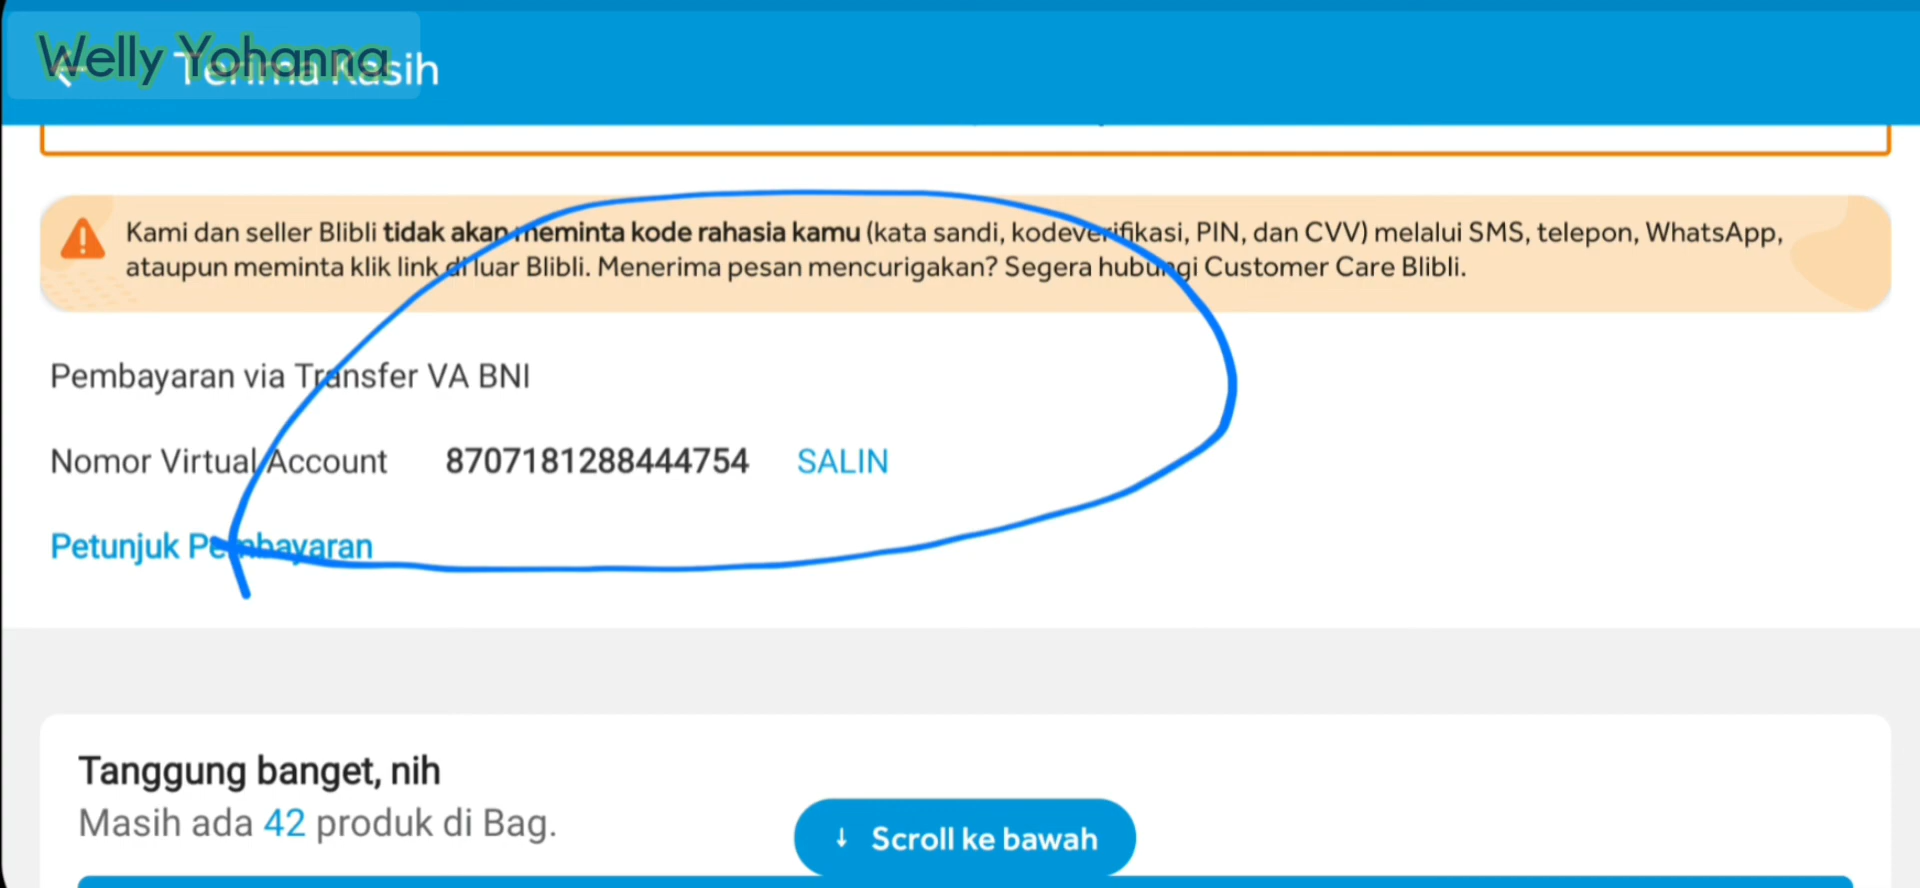 Welly Yohanna
Terima Kasih
Kami dan seller Blibli tidak akan meminta kode rahasia kamu (kata sandi, kodeverifikasi, PIN, dan CVV) melalui SMS, telepon, WhatsApp,
ataupun meminta klik link di luar Blibli. Menerima pesan mencurigakan? Segera hubungi Customer Care Blibli.
Pembayaran via Transfer VA BNI
Nomor Virtual Account 8707181288444754 SALIN
Petunjuk Pembayaran
Tanggung banget, nih
Masih ada 42 produk di Bag.
↓ Scroll ke bawah